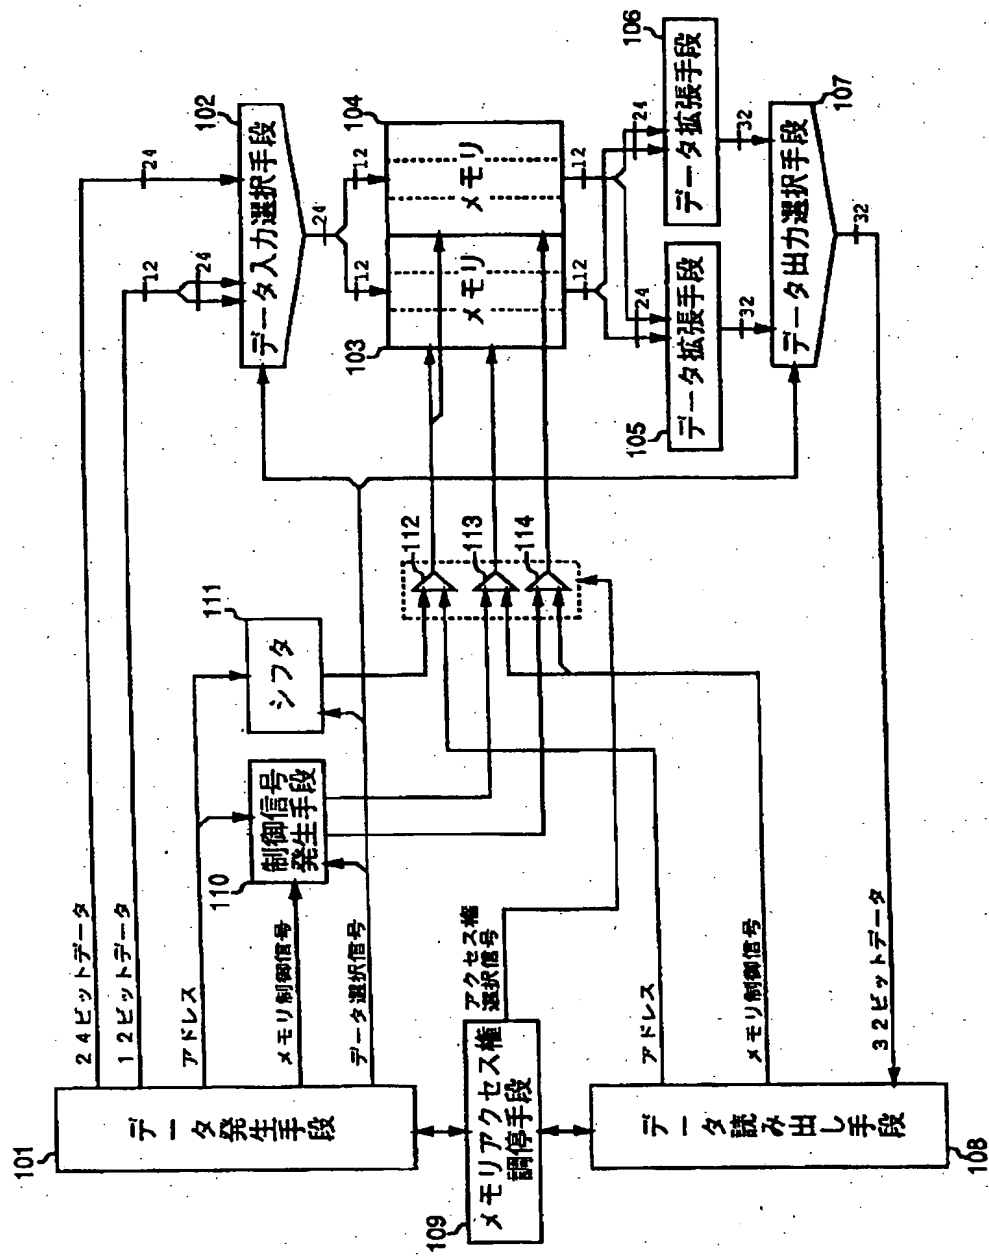 101
データ発生手段
24ビットデータ
12ビットデータ
アドレス
メモリ制御信号
データ選択信号
110
制御信号
発生手段
111
シフタ
12
24
24
102
データ入力選択手段
24
12
12
103
メモリ
104
メモリ
12
12
24
24
105
データ拡張手段
106
データ拡張手段
32
32
107
データ出力選択手段
32
112
113
114
109
メモリアクセス権
調停手段
アクセス権
選択信号
アドレス
メモリ制御信号
32ビットデータ
データ読み出し手段
108